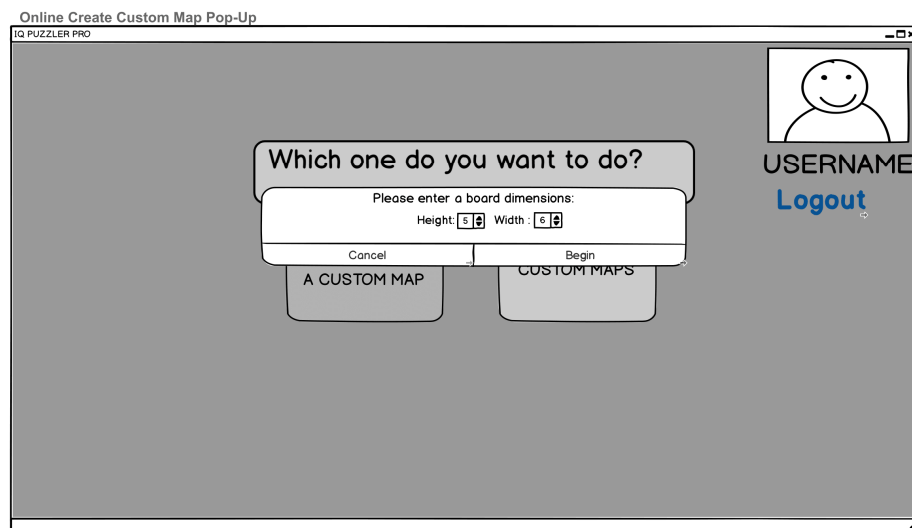 Online Create Custom Map Pop-Up
IQ PUZZLER PRO
Which one do you want to do?
USERNAME
Logout
Please enter a board dimensions:
Height: 5 Width : 6
Cancel Begin
A CUSTOM MAP CUSTOM MAPS